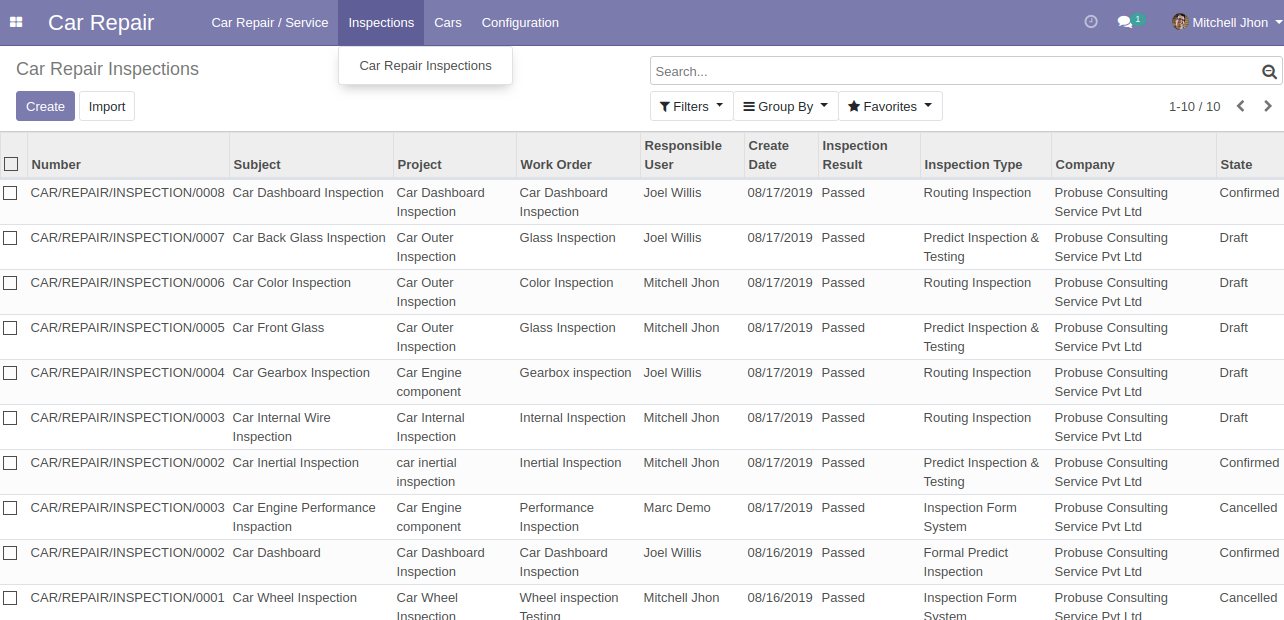 Car Repair Car Repair / Service Inspections Cars Configuration 1 Mitchell Jhon
Car Repair Inspections
Car Repair Inspections
Search...
Create Import Filters Group By Favorites 1-10 / 10
Number Subject Project Work Order Responsible User Create Date Inspection Result Inspection Type Company State
CAR/REPAIR/INSPECTION/0008 Car Dashboard Inspection Car Dashboard Car Dashboard Joel Willis 08/17/2019 Passed Routing Inspection Probuse Consulting Confirmed
Inspection Inspection Service Pvt Ltd
CAR/REPAIR/INSPECTION/0007 Car Back Glass Inspection Car Outer Glass Inspection Joel Willis 08/17/2019 Passed Predict Inspection & Probuse Consulting Draft
Inspection Testing Service Pvt Ltd
CAR/REPAIR/INSPECTION/0006 Car Color Inspection Car Outer Color Inspection Mitchell Jhon 08/17/2019 Passed Routing Inspection Probuse Consulting Draft
Inspection Service Pvt Ltd
CAR/REPAIR/INSPECTION/0005 Car Front Glass Car Outer Glass Inspection Mitchell Jhon 08/17/2019 Passed Predict Inspection & Probuse Consulting Draft
Inspection Testing Service Pvt Ltd
CAR/REPAIR/INSPECTION/0004 Car Gearbox Inspection Car Engine Gearbox inspection Joel Willis 08/17/2019 Passed Routing Inspection Probuse Consulting Draft
component Service Pvt Ltd
CAR/REPAIR/INSPECTION/0003 Car Internal Wire Car Internal Internal Inspection Mitchell Jhon 08/17/2019 Passed Routing Inspection Probuse Consulting Draft
Inspection Inspection Service Pvt Ltd
CAR/REPAIR/INSPECTION/0002 Car Inertial Inspection car inertial Inertial Inspection Mitchell Jhon 08/17/2019 Passed Predict Inspection & Probuse Consulting Confirmed
inspection Testing Service Pvt Ltd
CAR/REPAIR/INSPECTION/0003 Car Engine Performance Car Engine Performance Marc Demo 08/17/2019 Passed Inspection Form Probuse Consulting Cancelled
Inspaction component Inspection System Service Pvt Ltd
CAR/REPAIR/INSPECTION/0002 Car Dashboard Car Dashboard Car Dashboard Joel Willis 08/16/2019 Passed Formal Predict Probuse Consulting Confirmed
Inspection Inspection Inspection Service Pvt Ltd
CAR/REPAIR/INSPECTION/0001 Car Wheel Inspection Car Wheel Wheel inspection Mitchell Jhon 08/16/2019 Passed Inspection Form Probuse Consulting Cancelled
Inspection Testing System Service Pvt Ltd